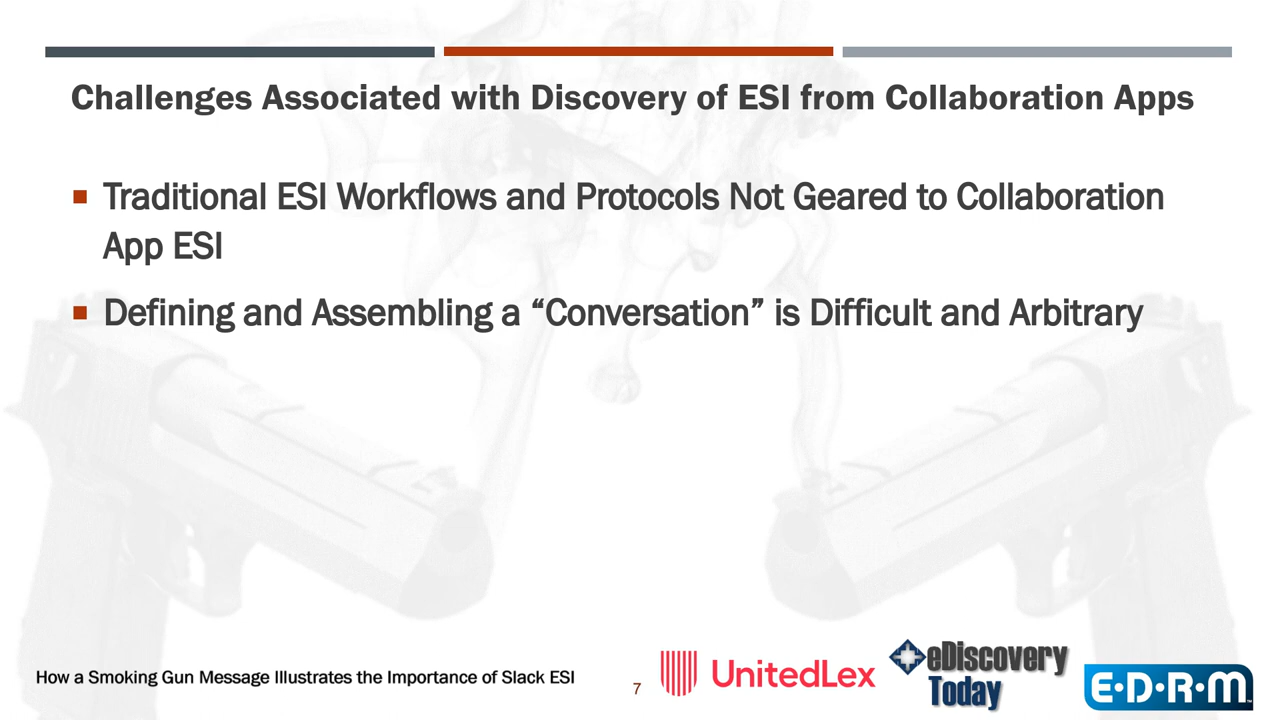 Challenges Associated with Discovery of ESI from Collaboration Apps
Traditional ESI Workflows and Protocols Not Geared to Collaboration
App ESI
Defining and Assembling a “Conversation” is Difficult and Arbitrary
How a Smoking Gun Message Illustrates the Importance of Slack ESI
7
UnitedLex
eDiscovery
Today
E·D·R·M